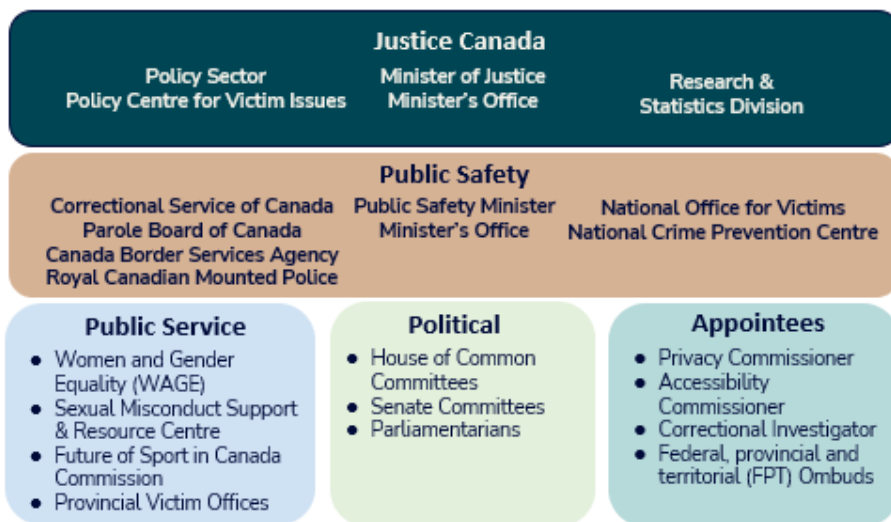 Justice Canada
Policy Sector
Policy Centre for Victim Issues
Minister of Justice
Minister's Office
Research &
Statistics Division
Public Safety
Correctional Service of Canada
Parole Board of Canada
Canada Border Services Agency
Royal Canadian Mounted Police
Public Safety Minister
Minister's Office
National Office for Victims
National Crime Prevention Centre
Public Service
● Women and Gender
Equality (WAGE)
● Sexual Misconduct Support
& Resource Centre
● Future of Sport in Canada
Commission
● Provincial Victim Offices
Political
● House of Common
Committees
● Senate Committees
● Parliamentarians
Appointees
● Privacy Commissioner
● Accessibility
Commissioner
● Correctional Investigator
● Federal, provincial and
territorial (FPT) Ombuds